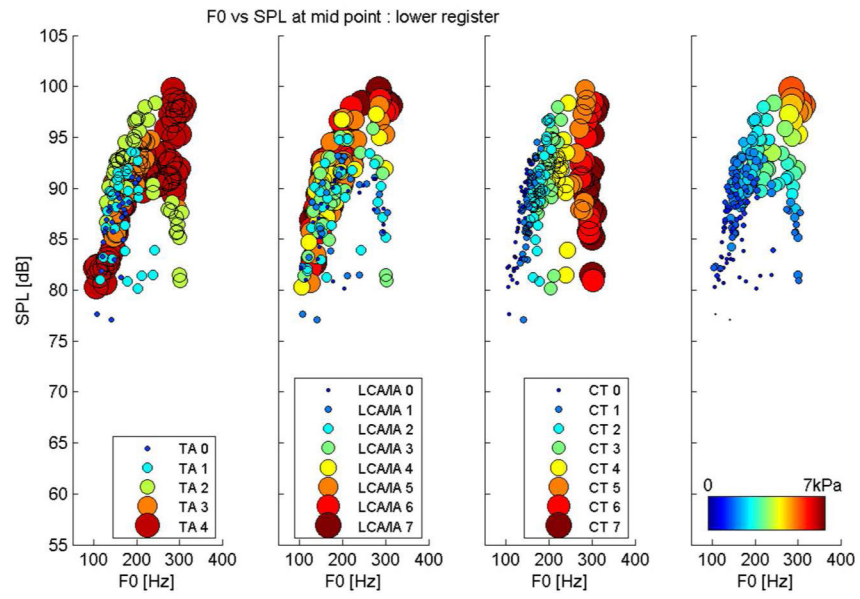 F0 vs SPL at mid point : lower register
SPL [dB]
105
100
95
90
85
80
75
70
65
60
55
TA 0
TA 1
TA 2
TA 3
TA 4
100 200 300 400
F0 [Hz]
LCA/IA 0
LCA/IA 1
LCA/IA 2
LCA/IA 3
LCA/IA 4
LCA/IA 5
LCA/IA 6
LCA/IA 7
100 200 300 400
F0 [Hz]
CT 0
CT 1
CT 2
CT 3
CT 4
CT 5
CT 6
CT 7
100 200 300 400
F0 [Hz]
0 7kPa
100 200 300 400
F0 [Hz]